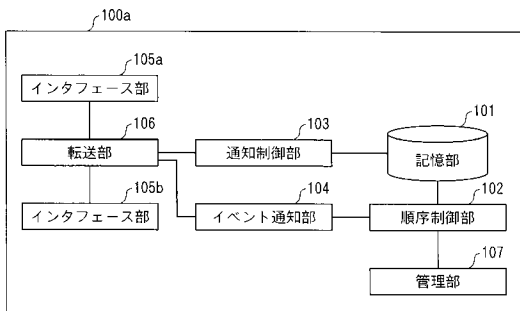 100a
105a
インタフェース部
106
転送部
103
通知制御部
101
記憶部
105b
インタフェース部
104
イベント通知部
102
順序制御部
107
管理部